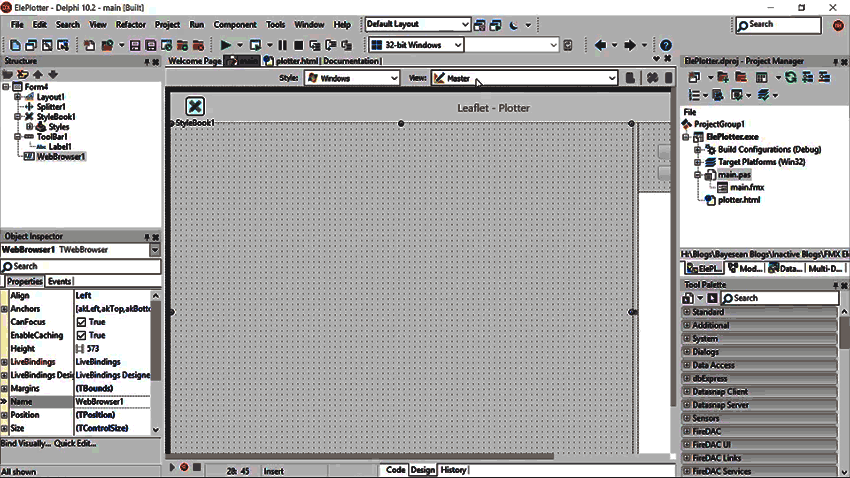 ElePlotter - Delphi 10.2 - main [Built]
File Edit Search View Refactor Project Run Component Tools Window Help
Default Layout
Search
32-bit Windows
Structure
Welcome Page main plotter.html Documentation
ElePlotter.dproj - Project Manager
Style: Windows View: Master
Form4
Layout1
Splitter1
StyleBook1
Styles
ToolBar1
Label1
WebBrowser1
Leaflet - Plotter
StyleBook1
File
ProjectGroup1
ElePlotter.exe
Build Configurations (Debug)
Target Platforms (Win32)
main.pas
main.fmx
plotter.html
H:\Blogs\Bayesean Blogs\Inactive Blogs\FMX El
ElePl... Mod... Data... Multi-D...
Object Inspector
WebBrowser1 TWebBrowser
Search
Properties Events
Align Left
Anchors [akLeft,akTop,akBotto
CanFocus True
EnableCaching True
Height 573
LiveBindings LiveBindings
LiveBindings Desi LiveBindings Designe
Margins (TBounds)
Name WebBrowser1
Position (TPosition)
Size (TControlSize)
Bind Visually... Quick Edit...
All shown
28: 45 Insert
Code Design History
Tool Palette
Search
Standard
Additional
System
Dialogs
Data Access
dbExpress
Datasnap Client
Datasnap Server
Sensors
FireDAC
FireDAC UI
FireDAC Links
FireDAC Services